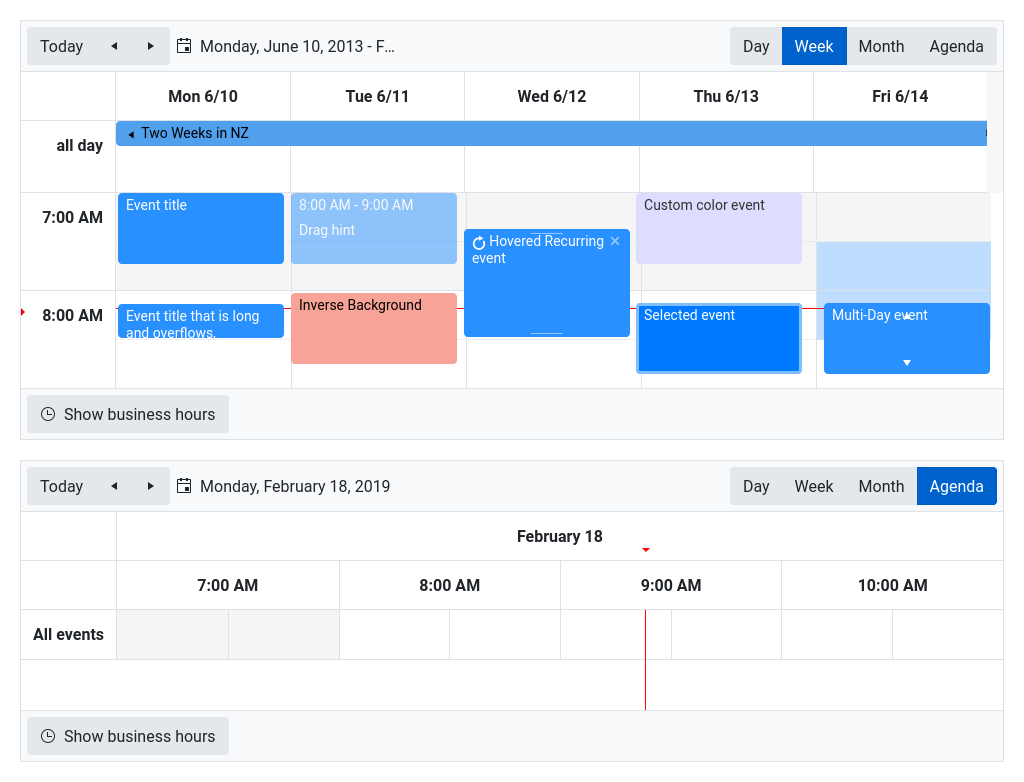 Today Monday, June 10, 2013 - F... Day Week Month Agenda
Mon 6/10 Tue 6/11 Wed 6/12 Thu 6/13 Fri 6/14
all day Two Weeks in NZ
7:00 AM Event title 8:00 AM - 9:00 AM Custom color event
Drag hint
Hovered Recurring
event
8:00 AM Event title that is long Inverse Background Selected event Multi-Day event
and overflows.
Show business hours
Today Monday, February 18, 2019 Day Week Month Agenda
February 18
7:00 AM 8:00 AM 9:00 AM 10:00 AM
All events
Show business hours